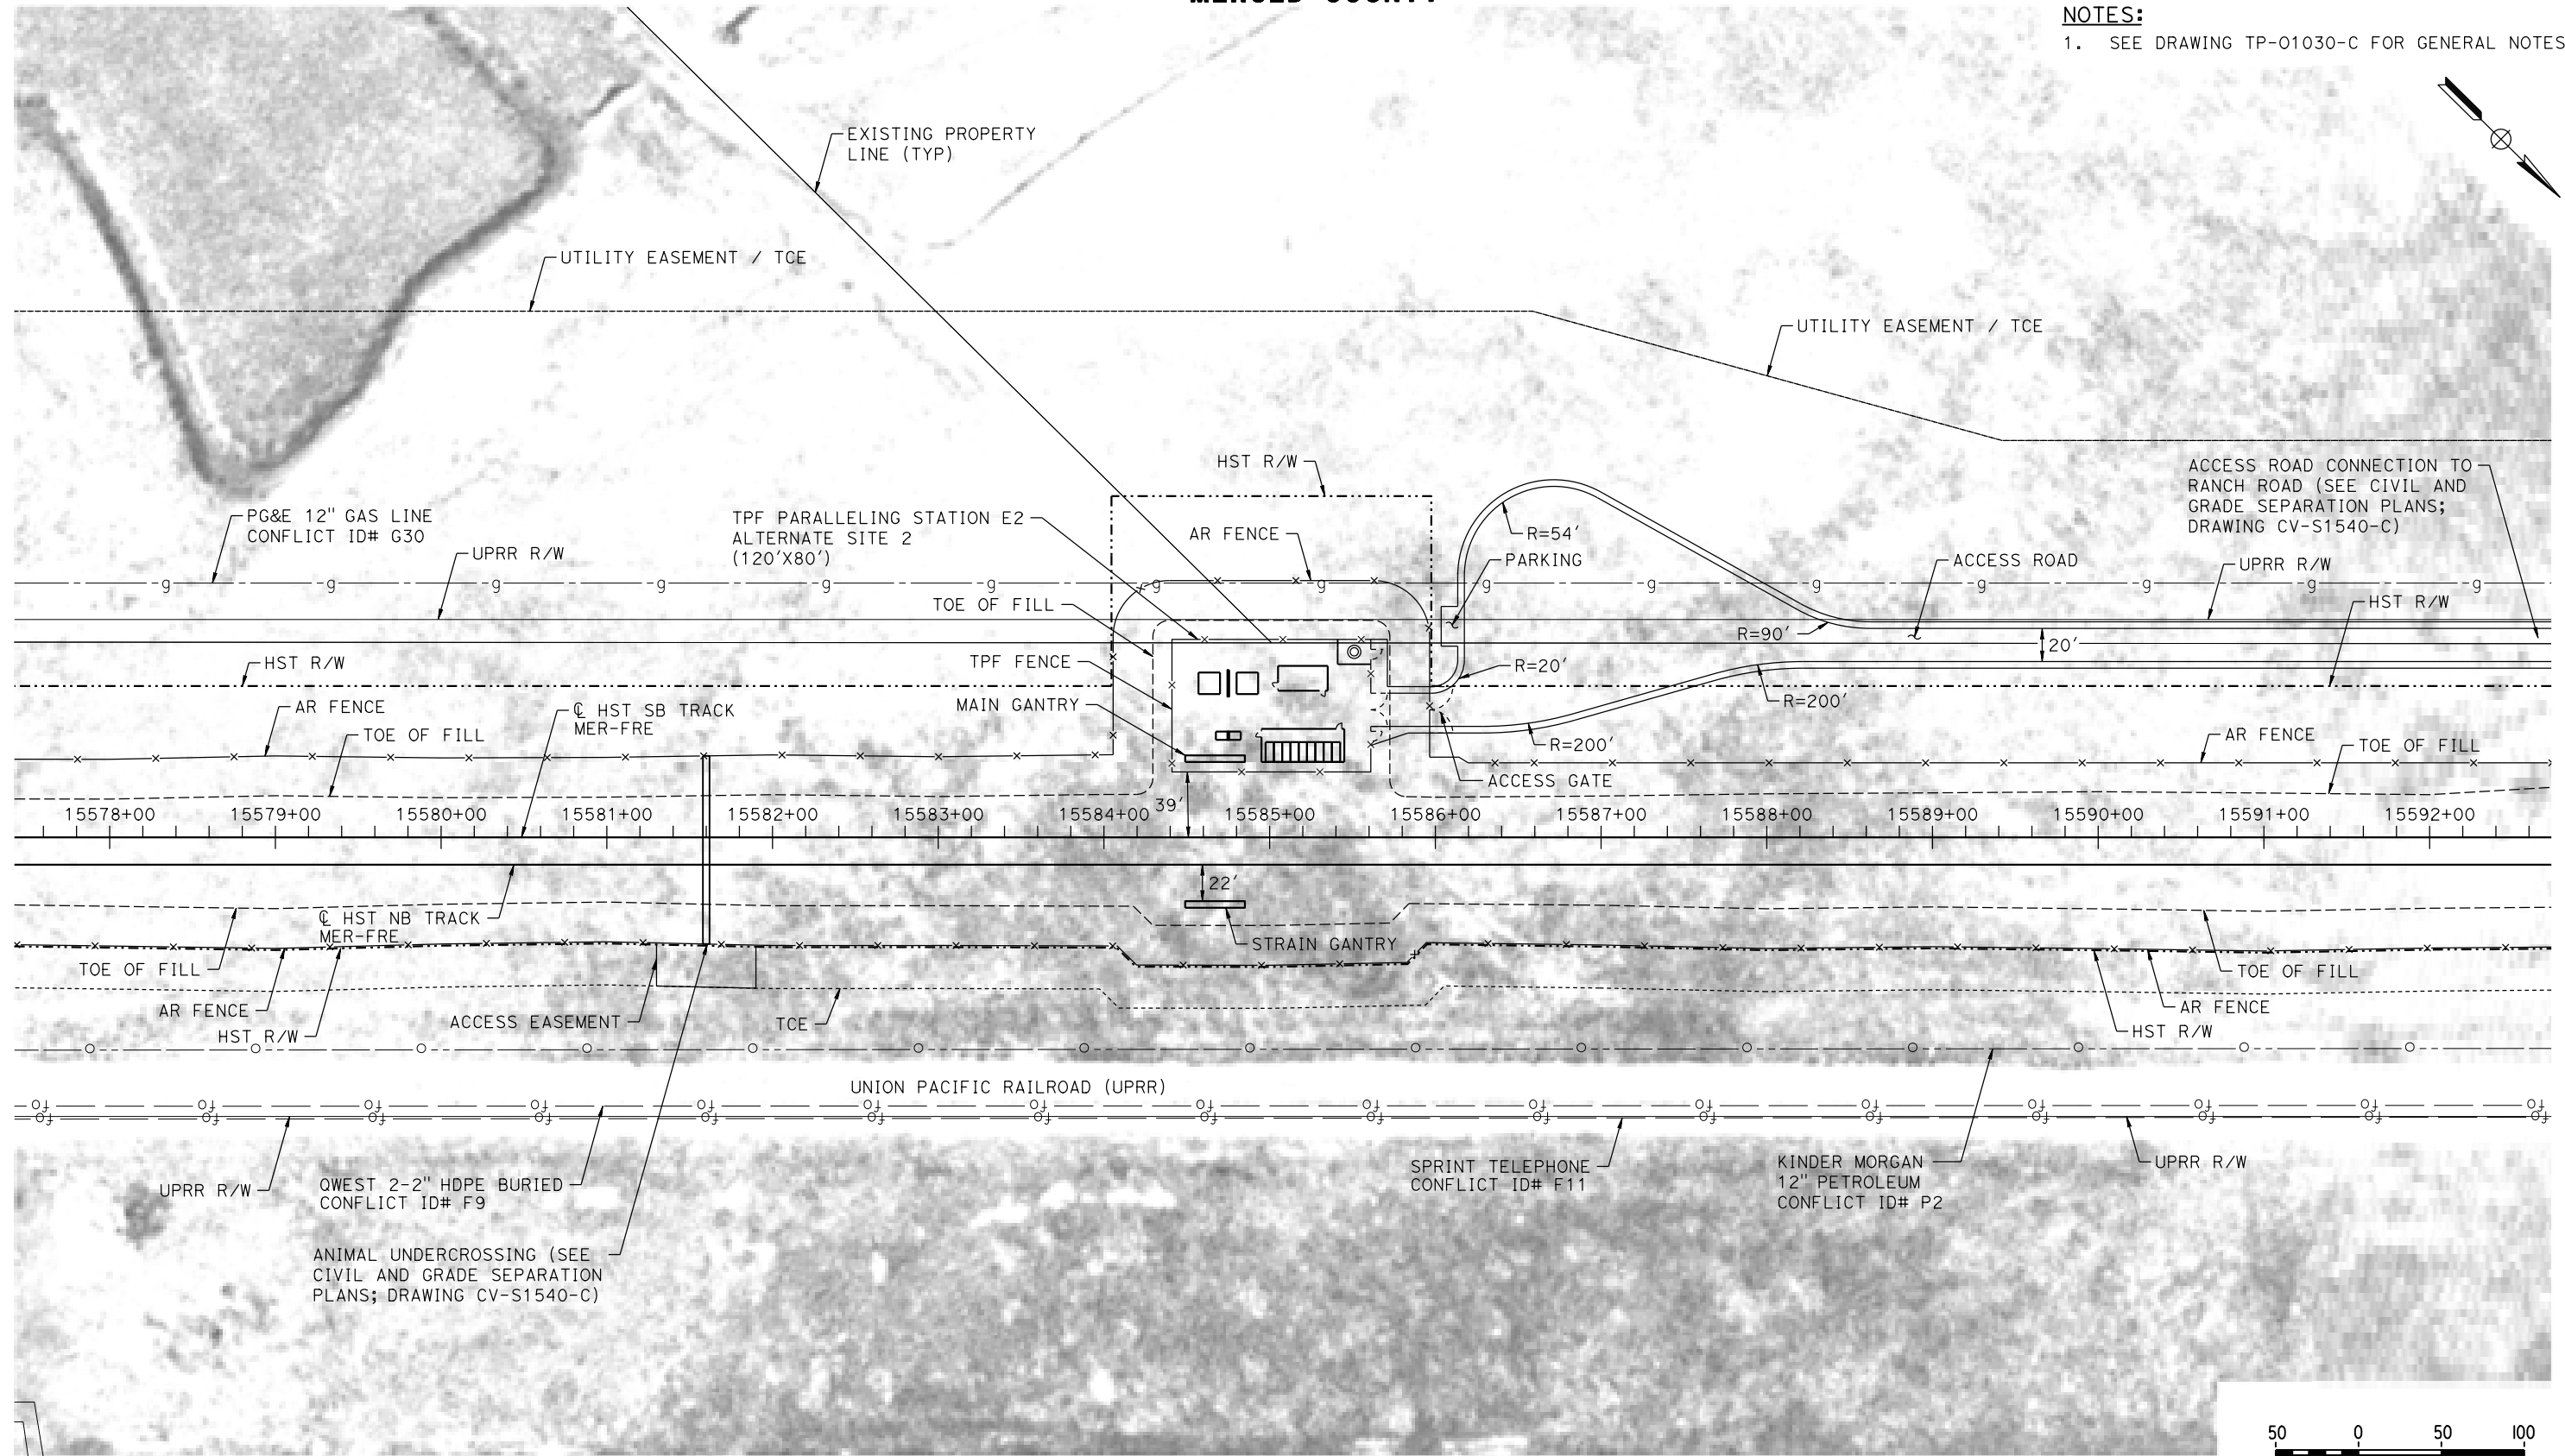 MERCED COUNTY
NOTES:
1. SEE DRAWING TP-01030-C FOR GENERAL NOTES
EXISTING PROPERTY
LINE (TYP)
UTILITY EASEMENT / TCE
UTILITY EASEMENT / TCE
HST R/W
ACCESS ROAD CONNECTION TO
RANCH ROAD (SEE CIVIL AND
GRADE SEPARATION PLANS;
DRAWING CV-S1540-C)
PG&E 12" GAS LINE
CONFLICT ID# G30
UPRR R/W
TPF PARALLELING STATION E2
ALTERNATE SITE 2
(120'X80')
AR FENCE
R=54'
PARKING
ACCESS ROAD
UPRR R/W
HST R/W
g g g g g g g g g g g g g g g
TOE OF FILL
R=90'
20'
HST R/W
TPF FENCE
R=20'
AR FENCE
℄ HST SB TRACK
MER-FRE
MAIN GANTRY
R=200'
TOE OF FILL
R=200'
AR FENCE
TOE OF FILL
ACCESS GATE
39'
15578+00 15579+00 15580+00 15581+00 15582+00 15583+00 15584+00 15585+00 15586+00 15587+00 15588+00 15589+00 15590+00 15591+00 15592+00
22'
℄ HST NB TRACK
MER-FRE
STRAIN GANTRY
TOE OF FILL
TOE OF FILL
AR FENCE
HST R/W
ACCESS EASEMENT
TCE
AR FENCE
HST R/W
UNION PACIFIC RAILROAD (UPRR)
UPRR R/W
QWEST 2-2" HDPE BURIED
CONFLICT ID# F9
SPRINT TELEPHONE
CONFLICT ID# F11
KINDER MORGAN
12" PETROLEUM
CONFLICT ID# P2
UPRR R/W
ANIMAL UNDERCROSSING (SEE
CIVIL AND GRADE SEPARATION
PLANS; DRAWING CV-S1540-C)
50 0 50 100